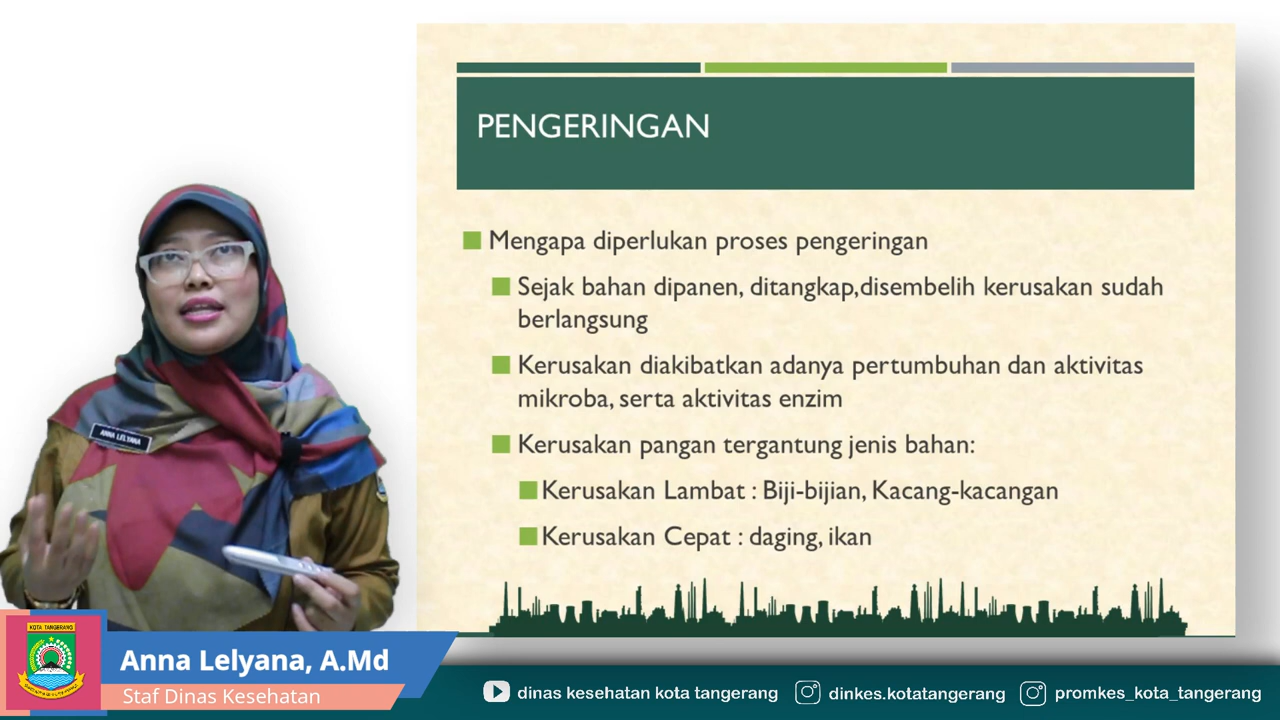 PENGERINGAN
Mengapa diperlukan proses pengeringan
Sejak bahan dipanen, ditangkap,disembelih kerusakan sudah
berlangsung
Kerusakan diakibatkan adanya pertumbuhan dan aktivitas
mikroba, serta aktivitas enzim
Kerusakan pangan tergantung jenis bahan:
Kerusakan Lambat : Biji-bijian, Kacang-kacangan
Kerusakan Cepat : daging, ikan
ANNA LELYANA
KOTA TANGERANG
Anna Lelyana, A.Md
Staf Dinas Kesehatan
dinas kesehatan kota tangerang
dinkes.kotatangerang
promkes_kota_tangerang